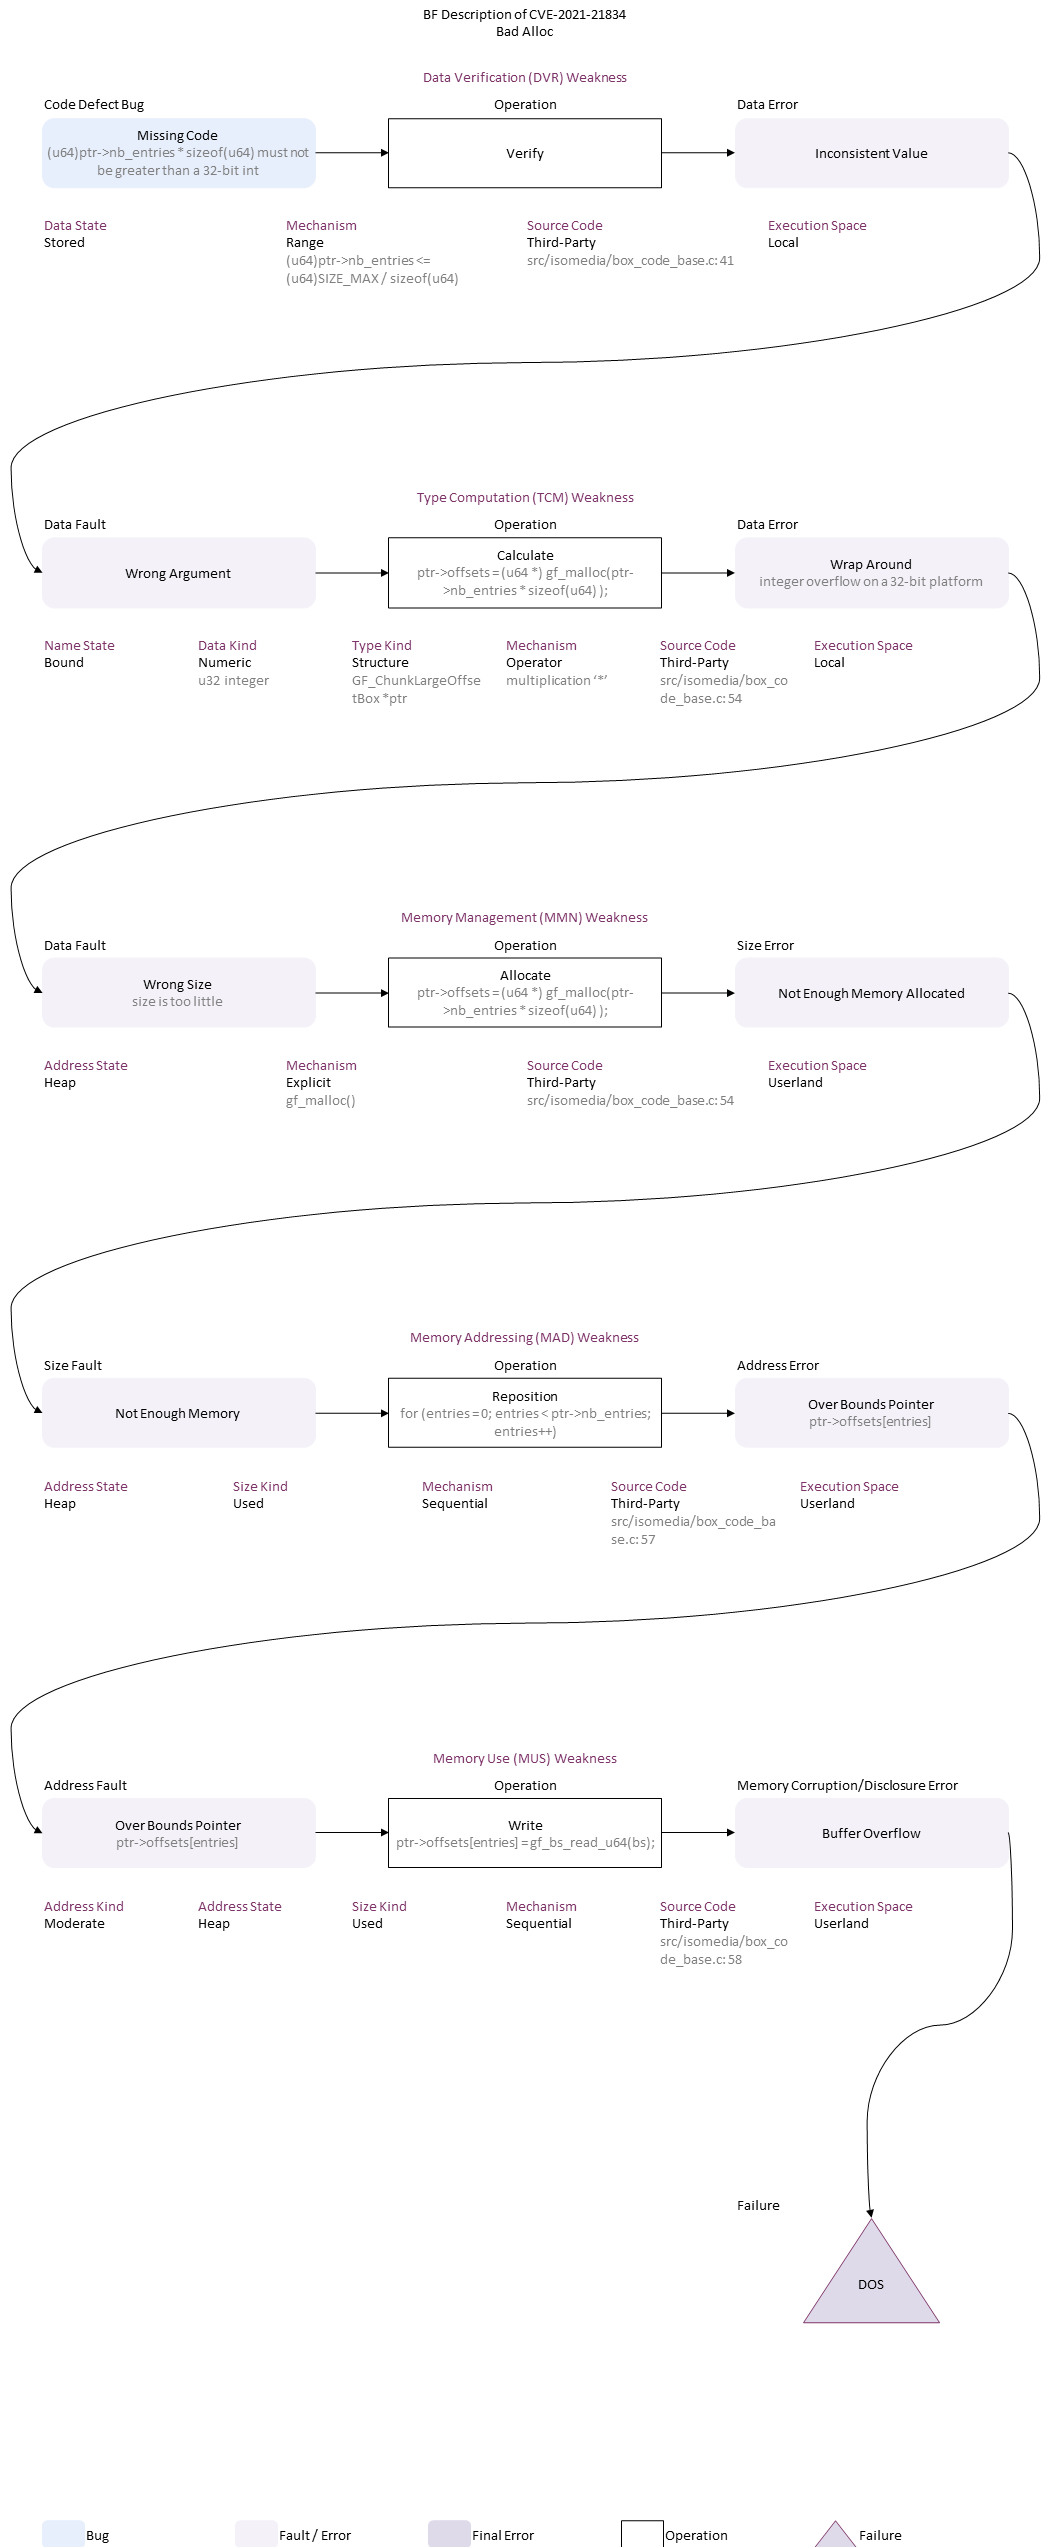 BF Description of CVE-2021-21834
Bad Alloc
Data Verification (DVR) Weakness
Code Defect Bug
Operation
Data Error
Missing Code
(u64)ptr->nb_entries * sizeof(u64) must not
be greater than a 32-bit int
Verify
Inconsistent Value
Data State
Mechanism
Source Code
Execution Space
Stored
Range
Third-Party
Local
(u64)ptr->nb_entries <=
src/isomedia/box_code_base.c: 41
(u64)SIZE_MAX / sizeof(u64)
Type Computation (TCM) Weakness
Data Fault
Operation
Data Error
Wrong Argument
Calculate
ptr->offsets = (u64 *) gf_malloc(ptr-
>nb_entries * sizeof(u64) );
Wrap Around
integer overflow on a 32-bit platform
Name State
Data Kind
Type Kind
Mechanism
Source Code
Execution Space
Bound
Numeric
Structure
Operator
Third-Party
Local
u32 integer
GF_ChunkLargeOffse
multiplication ‘*’
src/isomedia/box_co
tBox *ptr
de_base.c: 54
Memory Management (MMN) Weakness
Data Fault
Operation
Size Error
Wrong Size
size is too little
Allocate
ptr->offsets = (u64 *) gf_malloc(ptr-
>nb_entries * sizeof(u64) );
Not Enough Memory Allocated
Address State
Mechanism
Source Code
Execution Space
Heap
Explicit
Third-Party
Userland
gf_malloc()
src/isomedia/box_code_base.c: 54
Memory Addressing (MAD) Weakness
Size Fault
Operation
Address Error
Not Enough Memory
Reposition
for (entries = 0; entries < ptr->nb_entries;
entries++)
Over Bounds Pointer
ptr->offsets[entries]
Address State
Size Kind
Mechanism
Source Code
Execution Space
Heap
Used
Sequential
Third-Party
Userland
src/isomedia/box_code_ba
se.c: 57
Memory Use (MUS) Weakness
Address Fault
Operation
Memory Corruption/Disclosure Error
Over Bounds Pointer
ptr->offsets[entries]
Write
ptr->offsets[entries] = gf_bs_read_u64(bs);
Buffer Overflow
Address Kind
Address State
Size Kind
Mechanism
Source Code
Execution Space
Moderate
Heap
Used
Sequential
Third-Party
Userland
src/isomedia/box_co
de_base.c: 58
Failure
DOS
Bug
Fault / Error
Final Error
Operation
Failure